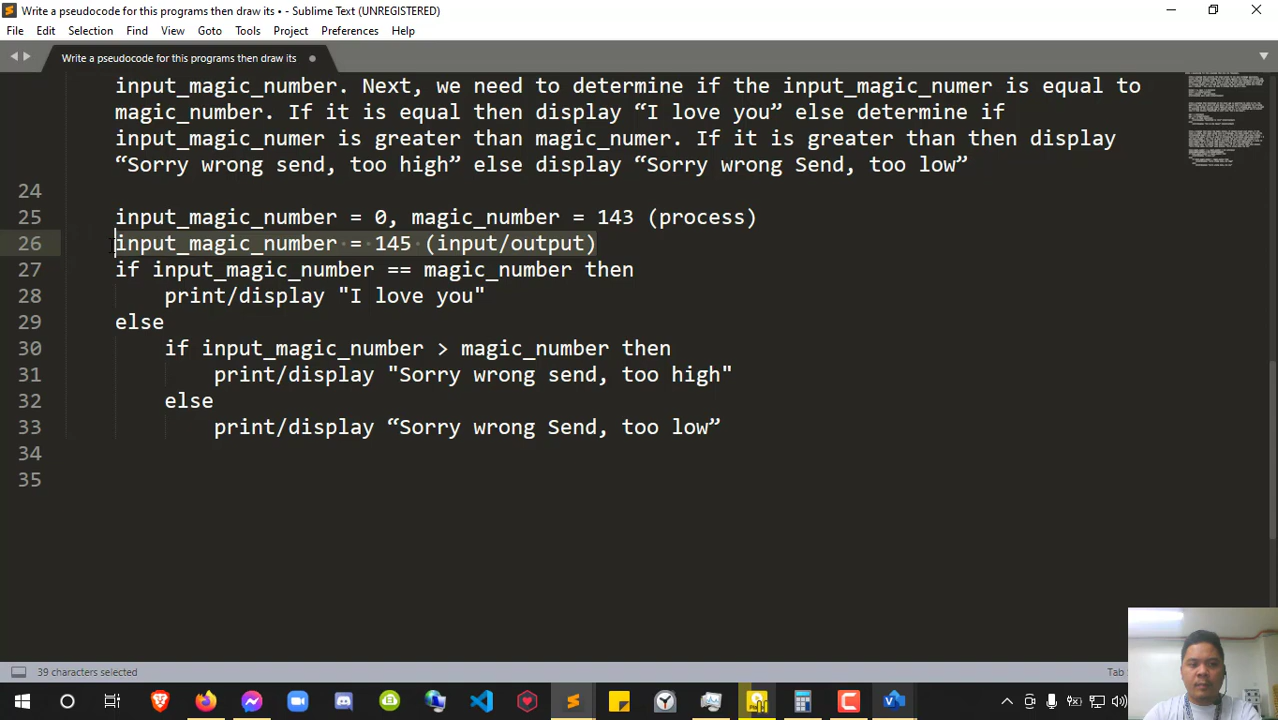 Write a pseudocode for this programs then draw its • - Sublime Text (UNREGISTERED)
File Edit Selection Find View Goto Tools Project Preferences Help
Write a pseudocode for this programs then draw its
input_magic_number. Next, we need to determine if the input_magic_numer is equal to
magic_number. If it is equal then display “I love you” else determine if
input_magic_numer is greater than magic_numer. If it is greater than then display
“Sorry wrong send, too high” else display “Sorry wrong Send, too low”
24
25 input_magic_number = 0, magic_number = 143 (process)
26 input_magic_number = 145 (input/output)
27 if input_magic_number == magic_number then
28 print/display "I love you"
29 else
30 if input_magic_number > magic_number then
31 print/display "Sorry wrong send, too high"
32 else
33 print/display “Sorry wrong Send, too low”
34
35
39 characters selected
Tab